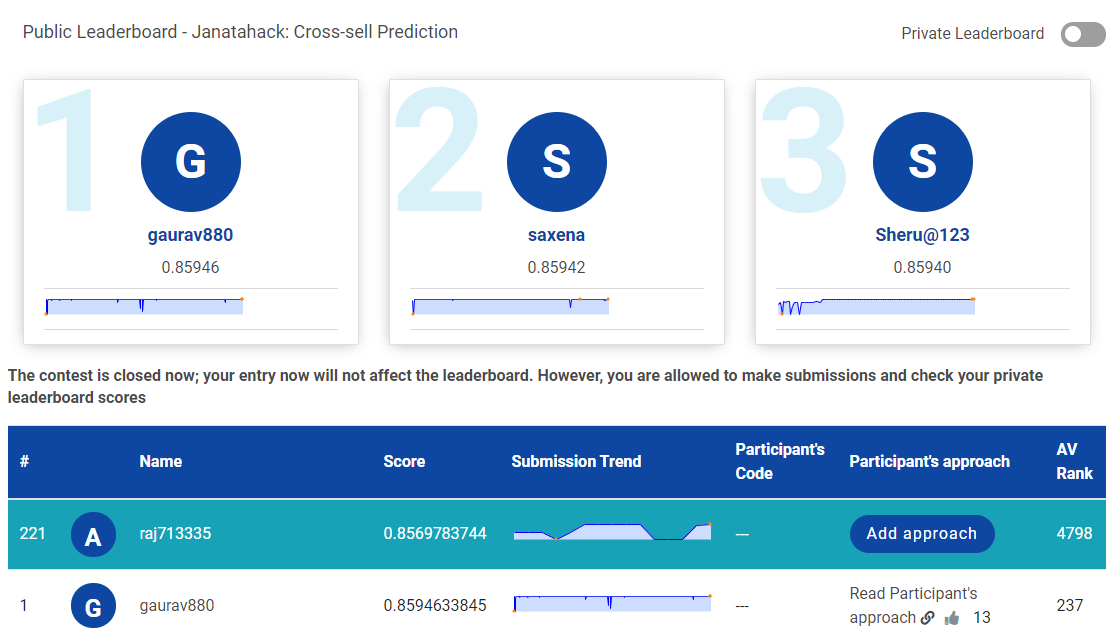 Public Leaderboard - Janatahack: Cross-sell Prediction
Private Leaderboard
1
G
gaurav880
0.85946
2
S
saxena
0.85942
3
S
Sheru@123
0.85940
The contest is closed now; your entry now will not affect the leaderboard. However, you are allowed to make submissions and check your private
leaderboard scores
# Name Score Submission Trend Participant's Code Participant's approach AV Rank
221 A raj713335 0.8569783744 --- Add approach 4798
1 G gaurav880 0.8594633845 --- Read Participant's approach 13 237